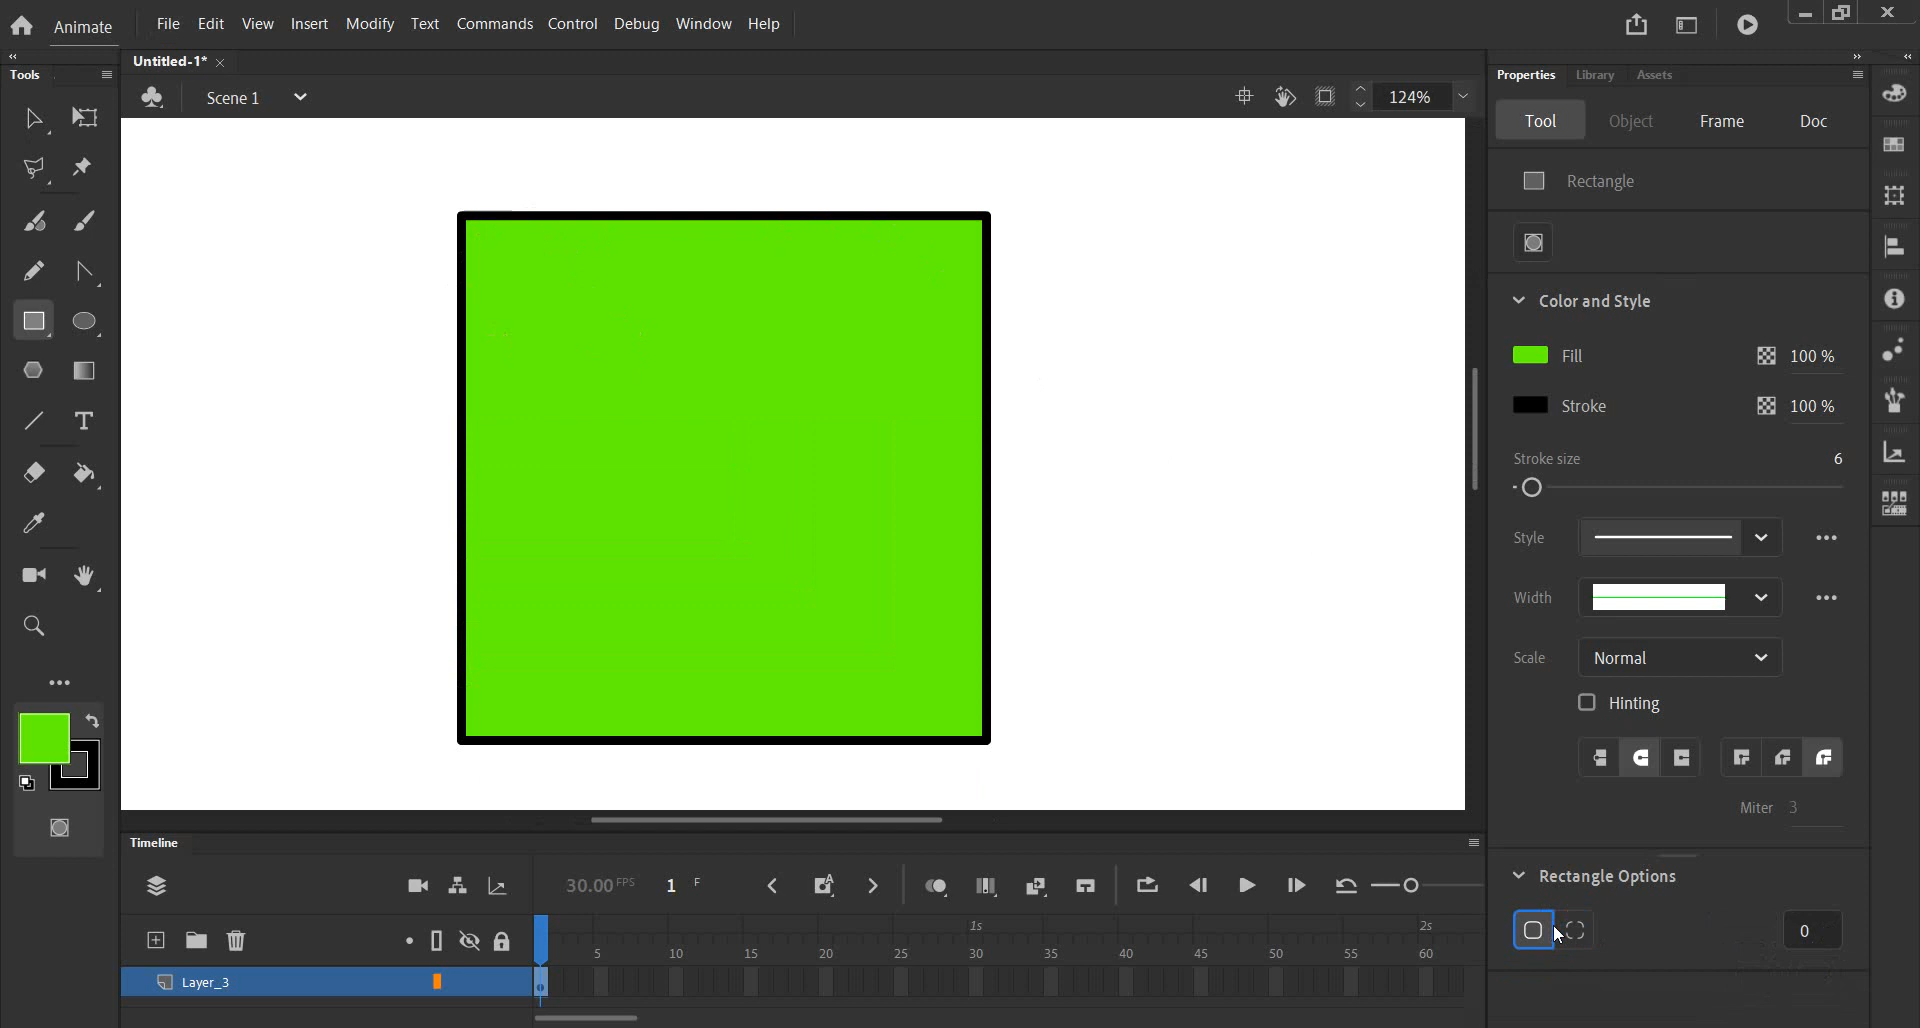 Animate File Edit View Insert Modify Text Commands Control Debug Window Help
Tools
Untitled-1*
Scene 1
124%
Properties Library Assets
Tool Object Frame Doc
Rectangle
Color and Style
Fill 100 %
Stroke 100 %
Stroke size 6
Style
Width
Scale Normal
Hinting
Miter 3
Rectangle Options
0
Timeline
30.00 FPS 1 F
1s 2s
5 10 15 20 25 30 35 40 45 50 55 60
Layer_3